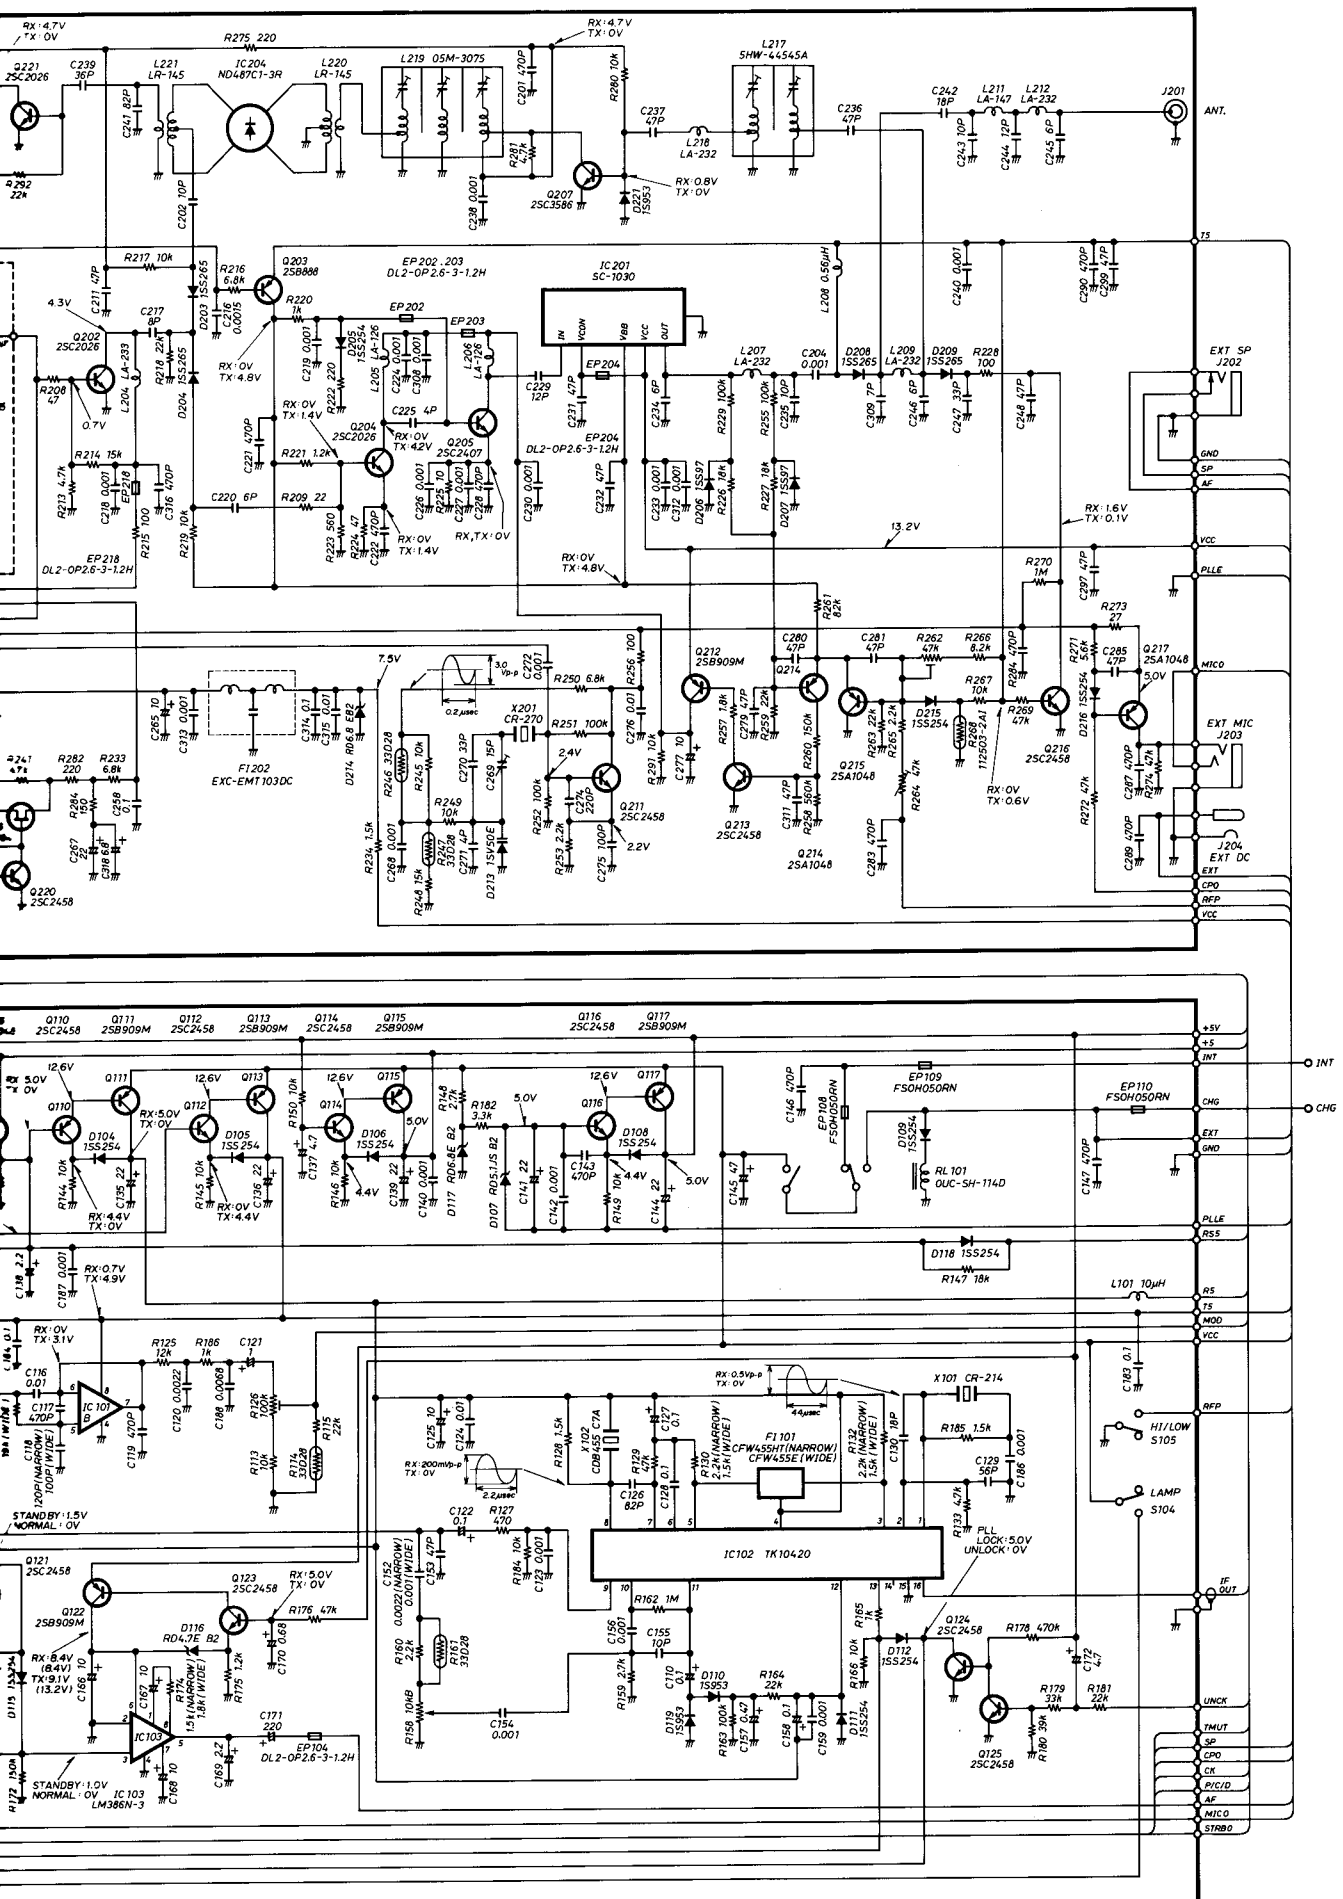 RX:4.7V
TX:0V
Q221
2SC2026
C239
36P
L221
LR-145
R275 220
IC204
ND487C1-3R
L220
LR-145
L219 05M-3075
C201 470P
RX:4.7V
TX:0V
R280 10k
L217
5HW-44545A
C237
47P
L218
LA-232
C236
47P
C242
18P
L211
LA-147
L212
LA-232
J201
ANT.
C241 82P
R292
22k
C202 10P
R281
4.7k
C238 0.001
Q207
2SC3586
D221
1S953
RX:0.8V
TX:0V
C243 10P
C244 12P
C245 6P
T5
R217 10k
C211 47P
D203 1SS265
R216
6.8k
C216
0.0015
Q203
2SB888
EP202.203
DL2-OP2.6-3-1.2H
IC201
SC-1030
L208 0.56μH
C240 0.001
C290 470P
C299 47P
4.3V
Q202
2SC2026
C217
8P
R218 22k
D204 1SS265
L204 LA-233
R220
1k
C219 0.001
D205
1SS254
R222 220
EP202
L205 LA-126
C224 0.001
C308 0.001
EP203
L206
LA-126
IN
VCON
VBB
VCC
OUT
C229
12P
EP204
C231 47P
C234 6P
L207
LA-232
C204
0.001
D208
1SS265
L209
LA-232
D209
1SS265
R228
100
EXT SP
J202
R208
47
0.7V
RX:0V
TX:4.8V
RX:0V
TX:1.4V
Q204
2SC2026
C225 4P
RX:0V
TX:4.2V
Q205
2SC2407
EP204
DL2-OP2.6-3-1.2H
R229 100k
R255 100k
C235 10P
C309 7P
C246 6P
C247 33P
C248 47P
GND
SP
AF
R213 4.7k
R214 15k
C218 0.001
EP218
R215 100
C316 470P
C221 470P
R221 1.2k
C220 6P
R209 22
R219 10k
R223 560
R224 47
C222 470P
RX:0V
TX:1.4V
C226 0.001
R225 10
C227 0.001
C228 470P
RX,TX:0V
C230 0.001
C232 47P
C233 0.001
C312 0.001
D206 1SS97
R226 18k
R227 18k
D207 1SS97
RX:1.6V
TX:0.1V
13.2V
VCC
EP218
DL2-OP2.6-3-1.2H
RX:0V
TX:4.8V
R261
82k
R270
1M
C297 47P
PLLE
7.5V
3.0
Vp-p
0.2μsec
C272
0.001
R250 6.8k
R256 100
Q212
2SB909M
C280
47P
Q214
C281
47P
R262
47k
R266
8.2k
R284 470P
R273
27
R271
5.6k
C285
47P
Q217
2SA1048
5.0V
MICO
C265 10
C313 0.001
F1202
EXC-EMT103DC
C314 0.1
C315 0.01
D214 RD6.8 EB2
R246 33D28
R245 10k
C270 33P
C269 15P
X201
CR-270
R251 100k
2.4V
C276 0.01
R291 10k
C277 10
R257 1.8k
C279 47P
R259 22k
R260 150k
Q215
2SA1048
R263 22k
R265 2.2k
D215
1SS254
R267
10k
R268
112503-2A1
R269
47k
Q216
2SC2458
D216 1SS254
EXT MIC
J203
R241
47k
R282
220
R233
6.8k
R284
150
C258
0.1
C267
22
C318 6.8
Q220
2SC2458
R234 1.5k
C268 0.001
R249
10k
R247
33D28
R248 15k
C271 4P
D213 1SV50E
R252 100k
C274
220P
R253 2.2k
C275 100P
Q211
2SC2458
2.2V
Q213
2SC2458
C311 47P
R258 560k
Q214
2SA1048
R264 47k
C283 470P
RX:0V
TX:0.6V
R272 47k
C287 470P
R274 47k
C289 470P
J204
EXT DC
EXT
CPO
RFP
VCC
Q110
2SC2458
Q111
2SB909M
Q112
2SC2458
Q113
2SB909M
Q114
2SC2458
Q115
2SB909M
Q116
2SC2458
Q117
2SB909M
+5V
+5
INT
INT
12.6V
Q111
Q110
RX:5.0V
TX:0V
12.6V
Q113
Q112
R150 10k
12.6V
Q115
Q114
R148
2.7k
R182
3.3k
5.0V
12.6V
Q117
Q116
C146 470P
EP108
FSOH050RN
EP109
FSOH050RN
EP110
FSOH050RN
CHG
CHG
D104
1SS254
R144 10k
RX:4.4V
TX:0V
C135 22
D105
1SS254
R145 10k
RX:0V
TX:4.4V
C136 22
C137 4.7
D106
1SS254
R146 10k
4.4V
C139 22
5.0V
C140 0.001
D117 RD6.8E B2
D107 RD5.1JS B2
C141 22
C142 0.001
C143
470P
R149 10k
4.4V
D108
1SS254
C144 22
5.0V
C145 47
D109
1SS254
RL101
OUC-SH-114D
C147 470P
EXT
GND
C138 2.2
C187 0.001
RX:0.7V
TX:4.9V
D118 1SS254
R147 18k
PLLE
RS5
L101 10μH
R5
T5
MOD
VCC
C184 0.1
RX:0V
TX:3.1V
C116
0.01
C117
470P
C118
120P(NARROW)
100P(WIDE)
IC101
B
C119 470P
R125
12k
C120 0.0022
R186
1k
C188 0.0068
C121
1
R126
100k
R113
10k
R115
22k
R114
33D28
C125 10
C124 0.01
R128 1.5k
X102
CDB455 C7A
R129
47k
C127
0.1
C128 0.1
C126
82P
R130
2.2k(NARROW)
1.5k(WIDE)
F1101
CFW455HT(NARROW)
CFW455E(WIDE)
RX:0.5Vp-p
TX:0V
44μsec
R132
2.2k(NARROW)
1.5k(WIDE)
C130 18P
X101 CR-214
R185 1.5k
C129
56P
C186 0.001
R133 4.7k
C183 0.1
RFP
HI/LOW
S105
LAMP
S104
RX:200mVp-p
TX:0V
2.2μsec
STANDBY:1.5V
NORMAL:0V
C122
0.1
R127
470
R184 10k
C123 0.001
C152
0.0022(NARROW)
0.001(WIDE)
C153 47P
IC102 TK10420
PLL
LOCK:5.0V
UNLOCK:0V
Q121
2SC2458
Q122
2SB909M
Q123
2SC2458
RX:5.0V
TX:0V
R176 47k
RX:8.4V
(8.4V)
TX:9.1V
(13.2V)
D116
RD4.7E B2
C166 10
C167 10
R174
1.5k(NARROW)
1.8k(WIDE)
R175 1.2k
C170 0.68
R160
2.2k
R161
33D28
R158 10kB
C154
0.001
R162 1M
C156
0.001
C155
10P
R159 2.7k
C110
0.1
D110
1S953
D119
1S953
R163 100k
C157 0.47
R164
22k
C158 0.1
C159 0.001
D111
1SS254
R165
1k
R166 10k
D112
1SS254
Q124
2SC2458
R178 470k
C172
4.7
R179
33k
R181
22k
R180 39k
Q125
2SC2458
IF
OUT
D115 1SS254
R172 150k
STANDBY:1.0V
NORMAL:0V
IC103
IC103
LM386N-3
C168 10
C169 2.2
C171
220
EP104
DL2-OP2.6-3-1.2H
UNCK
TMUT
SP
CPO
CK
P/C/D
AF
MICO
STRBO